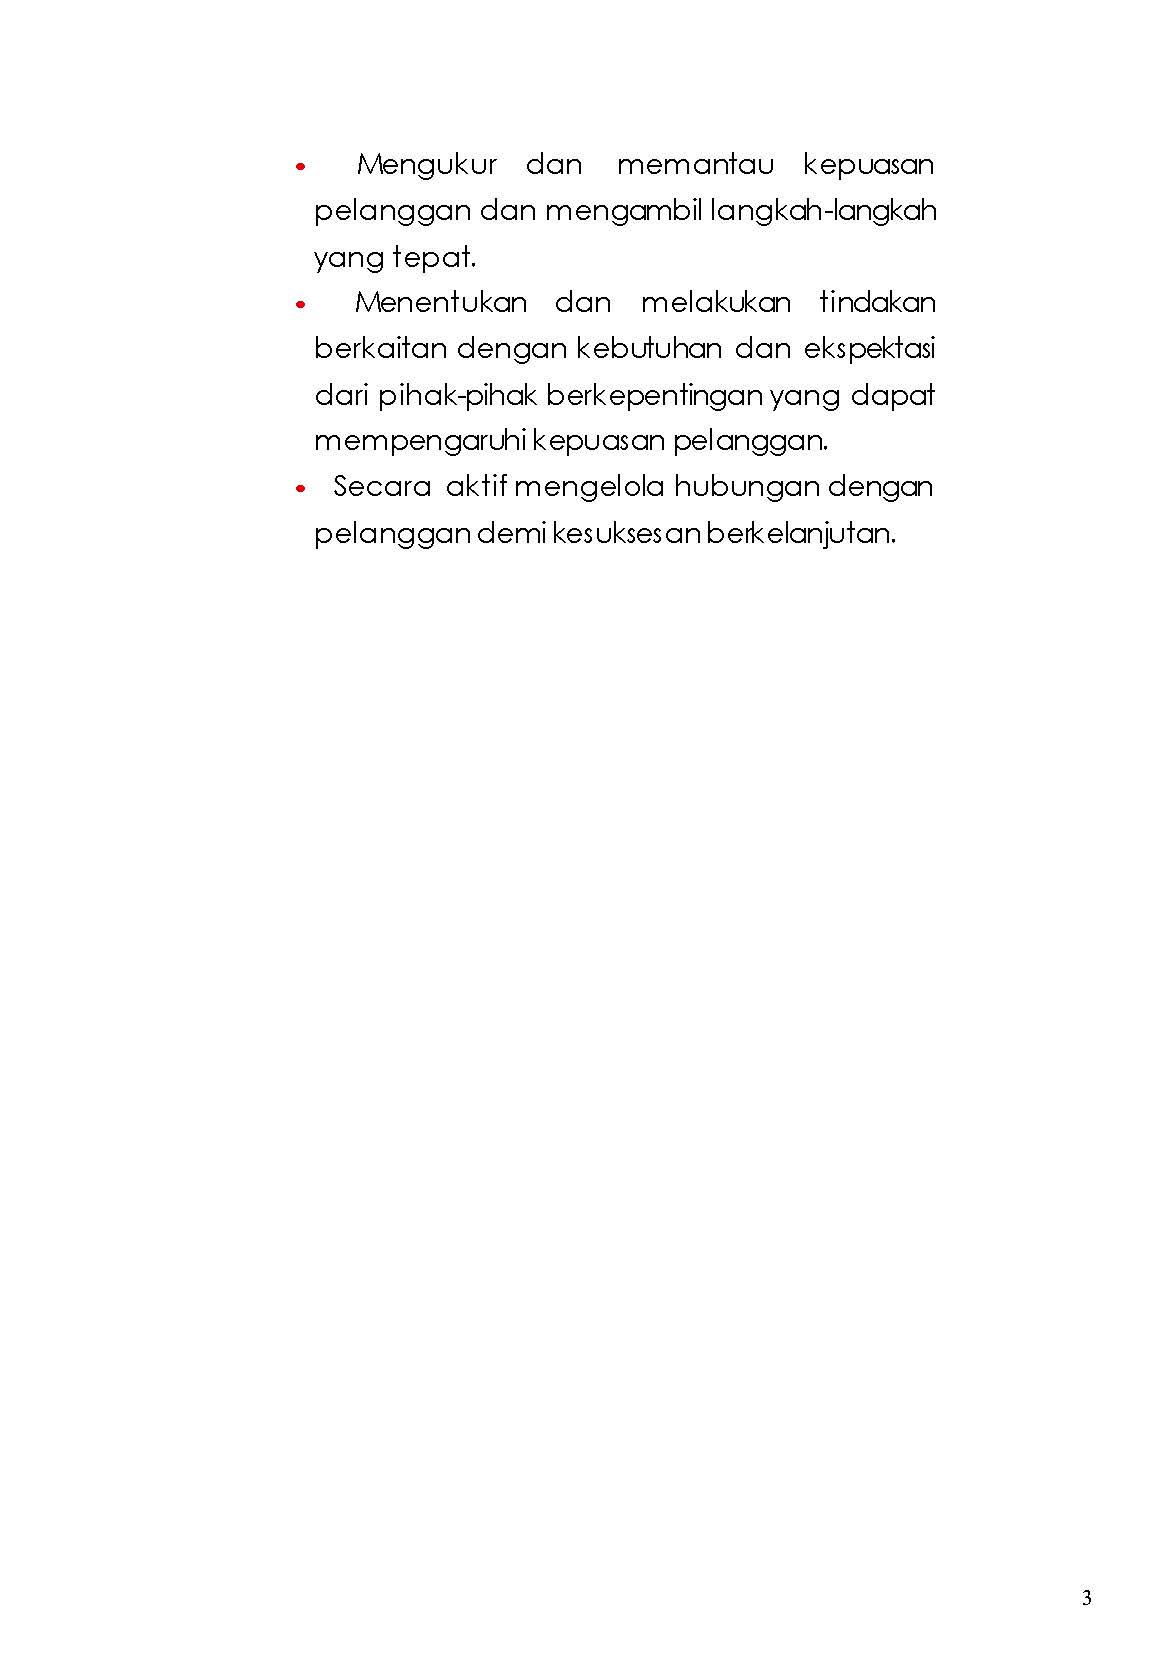 • Mengukur dan memantau kepuasan
pelanggan dan mengambil langkah-langkah
yang tepat.
• Menentukan dan melakukan tindakan
berkaitan dengan kebutuhan dan ekspektasi
dari pihak-pihak berkepentingan yang dapat
mempengaruhi kepuasan pelanggan.
• Secara aktif mengelola hubungan dengan
pelanggan demi kesuksesan berkelanjutan.
3